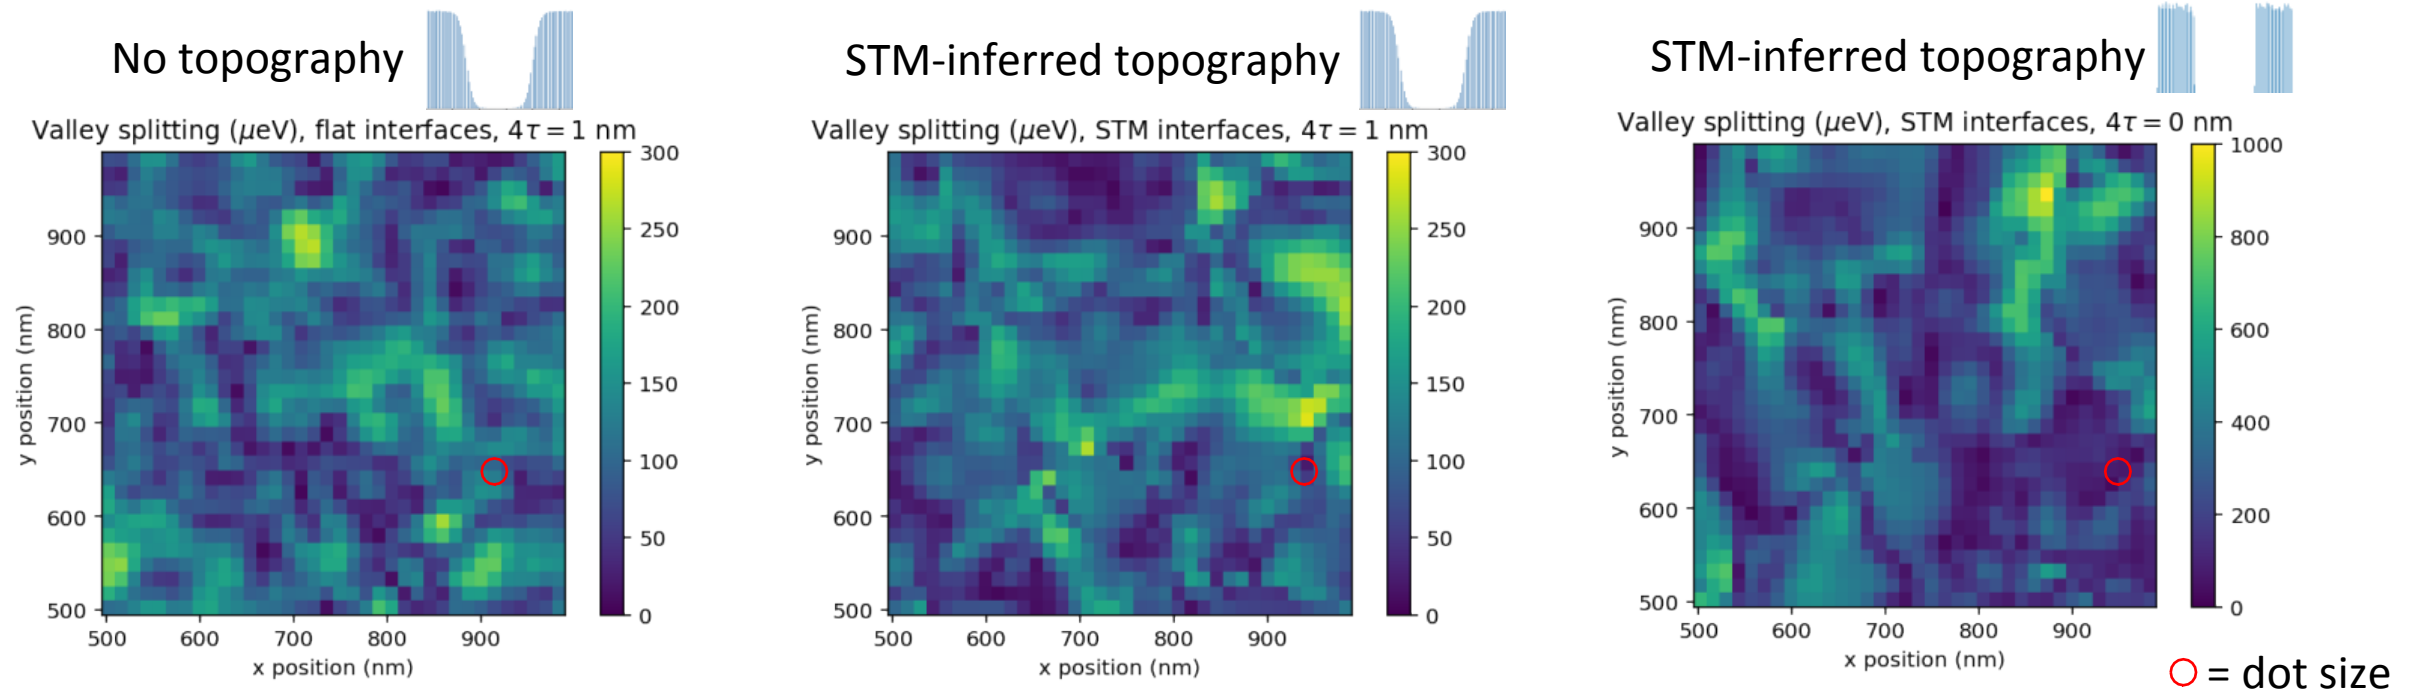 No topography
STM-inferred topography
STM-inferred topography
Valley splitting (μeV), flat interfaces, 4τ = 1 nm
Valley splitting (μeV), STM interfaces, 4τ = 1 nm
Valley splitting (μeV), STM interfaces, 4τ = 0 nm
y position (nm)
900
800
700
600
500
500 600 700 800 900
x position (nm)
300
250
200
150
100
50
0
y position (nm)
900
800
700
600
500
500 600 700 800 900
x position (nm)
300
250
200
150
100
50
0
y position (nm)
900
800
700
600
500
500 600 700 800 900
x position (nm)
1000
800
600
400
200
0
= dot size